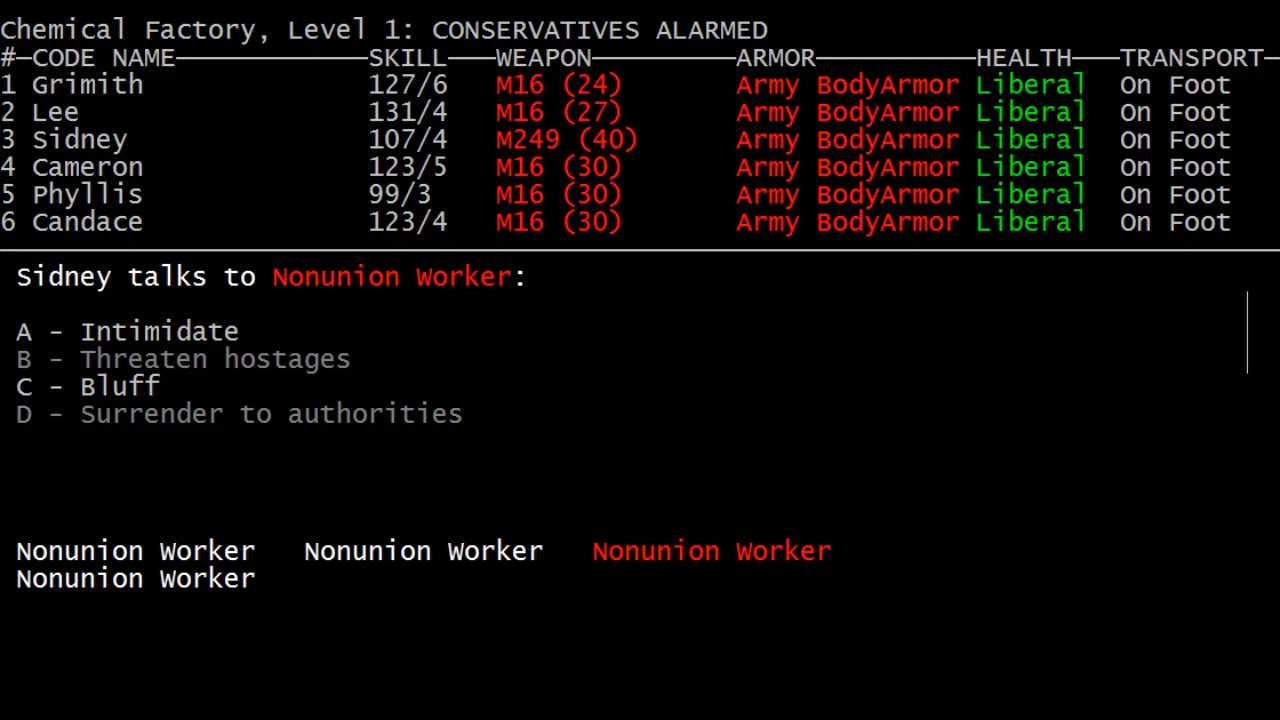 Chemical Factory, Level 1: CONSERVATIVES ALARMED
#—CODE NAME————————————SKILL———WEAPON—————————ARMOR——————————HEALTH———TRANSPORT—
1 Grimith 127/6 M16 (24) Army BodyArmor Liberal On Foot
2 Lee 131/4 M16 (27) Army BodyArmor Liberal On Foot
3 Sidney 107/4 M249 (40) Army BodyArmor Liberal On Foot
4 Cameron 123/5 M16 (30) Army BodyArmor Liberal On Foot
5 Phyllis 99/3 M16 (30) Army BodyArmor Liberal On Foot
6 Candace 123/4 M16 (30) Army BodyArmor Liberal On Foot
Sidney talks to Nonunion Worker:
A - Intimidate
B - Threaten hostages
C - Bluff
D - Surrender to authorities
Nonunion Worker Nonunion Worker Nonunion Worker
Nonunion Worker